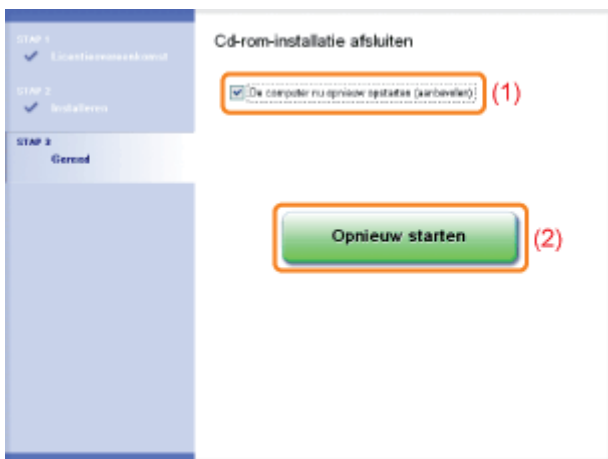 STAP 1
Licentieovereenkomst
STAP 2
Installeren
STAP 3
Gereed
Cd-rom-installatie afsluiten
De computer nu opnieuw opstarten (aanbevolen)
(1)
Opnieuw starten
(2)